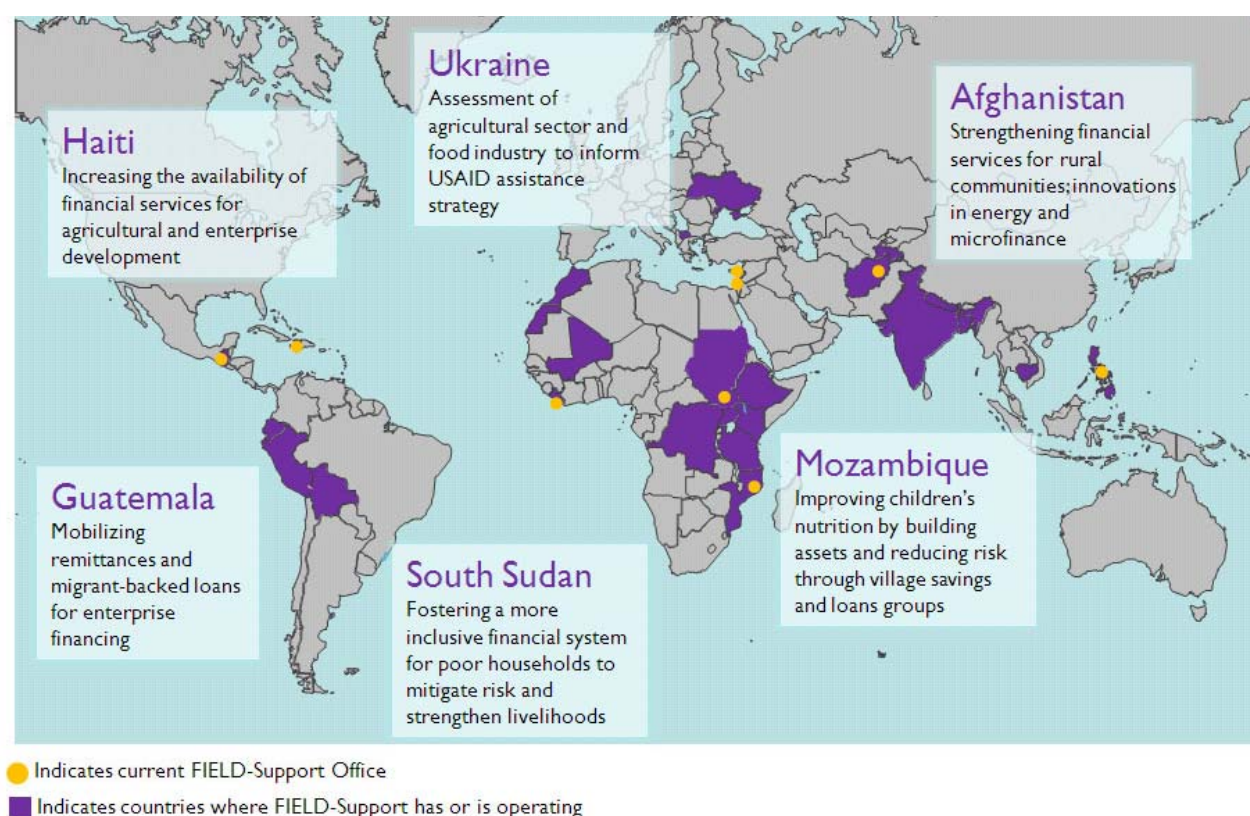 Haiti
Increasing the availability of
financial services for
agricultural and enterprise
development
Ukraine
Assessment of
agricultural sector and
food industry to inform
USAID assistance
strategy
Afghanistan
Strengthening financial
services for rural
communities; innovations
in energy and
microfinance
Guatemala
Mobilizing
remittances and
migrant-backed loans
for enterprise
financing
South Sudan
Fostering a more
inclusive financial system
for poor households to
mitigate risk and
strengthen livelihoods
Mozambique
Improving children's
nutrition by building
assets and reducing risk
through village savings
and loans groups
Indicates current FIELD-Support Office
Indicates countries where FIELD-Support has or is operating